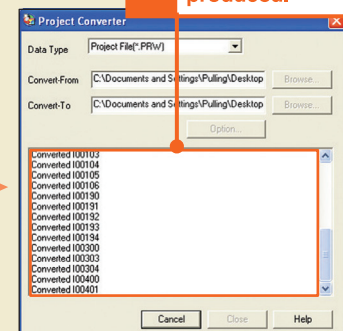 produced.
Project Converter
Data Type
Project File(*.PRW)
Convert-From
C:\Documents and Settings\Pulling\Desktop
Browse...
Convert-To
C:\Documents and Settings\Pulling\Desktop
Browse...
Option...
Converted I00103
Converted I00104
Converted I00105
Converted I00106
Converted I00190
Converted I00191
Converted I00192
Converted I00193
Converted I00194
Converted I00300
Converted I00303
Converted I00304
Converted I00400
Converted I00401
Cancel
Close
Help